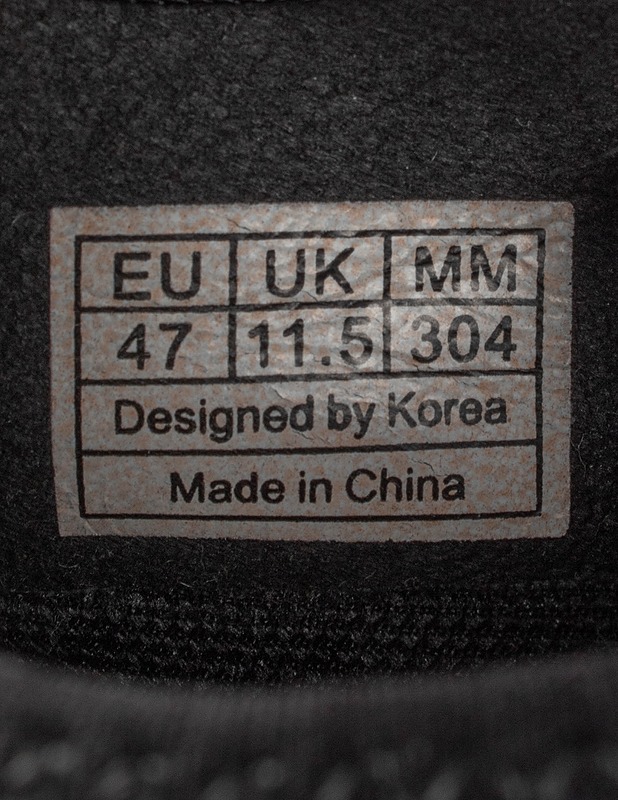 EU UK MM
47 11.5 304
Designed by Korea
Made in China